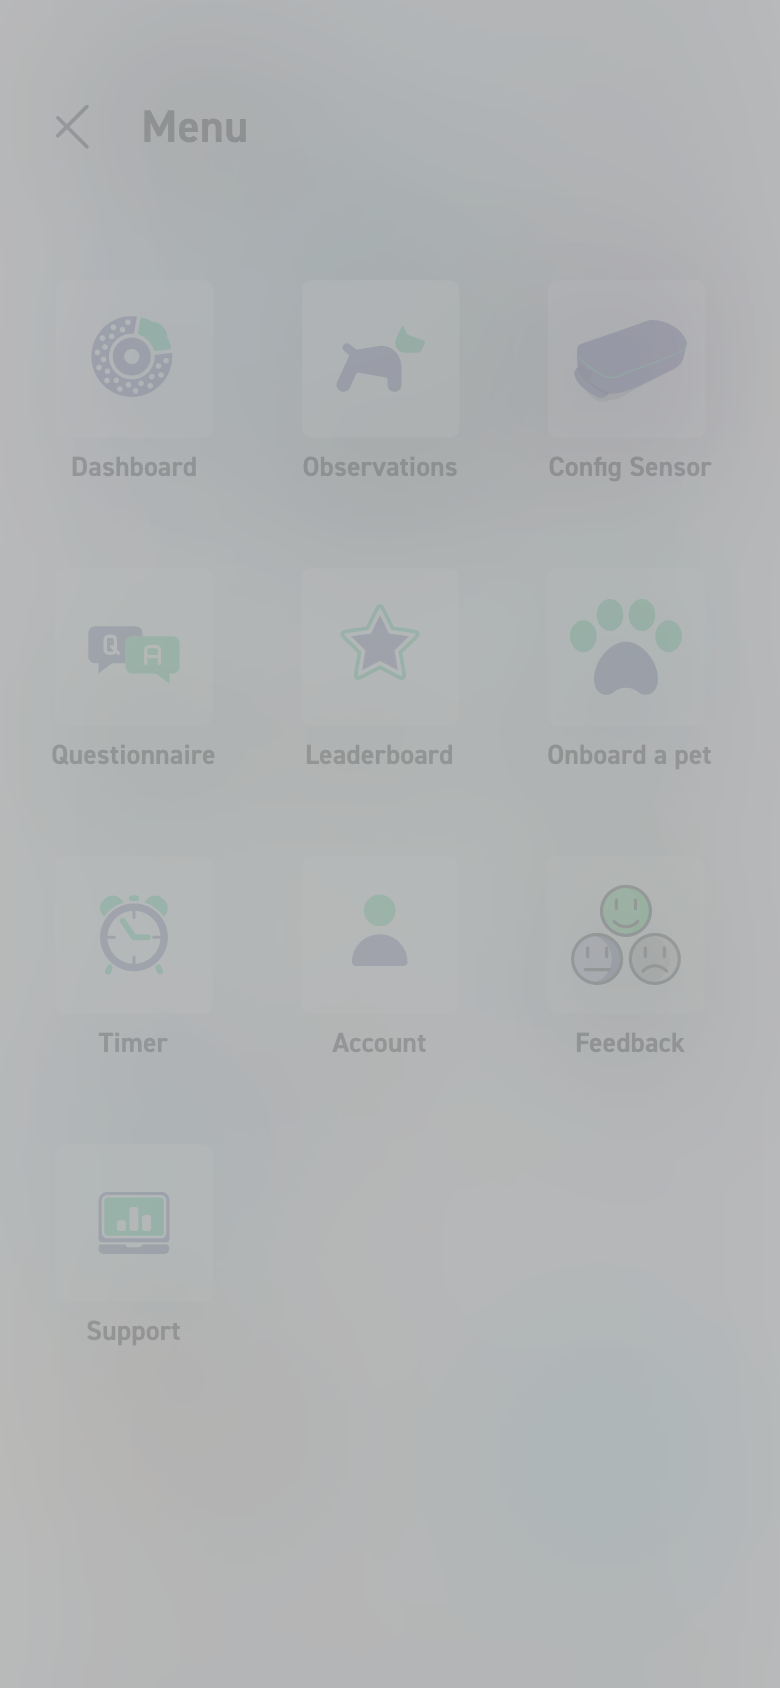 Menu
Dashboard
Observations
Config Sensor
Q
A
Questionnaire
Leaderboard
Onboard a pet
Timer
Account
Feedback
Support